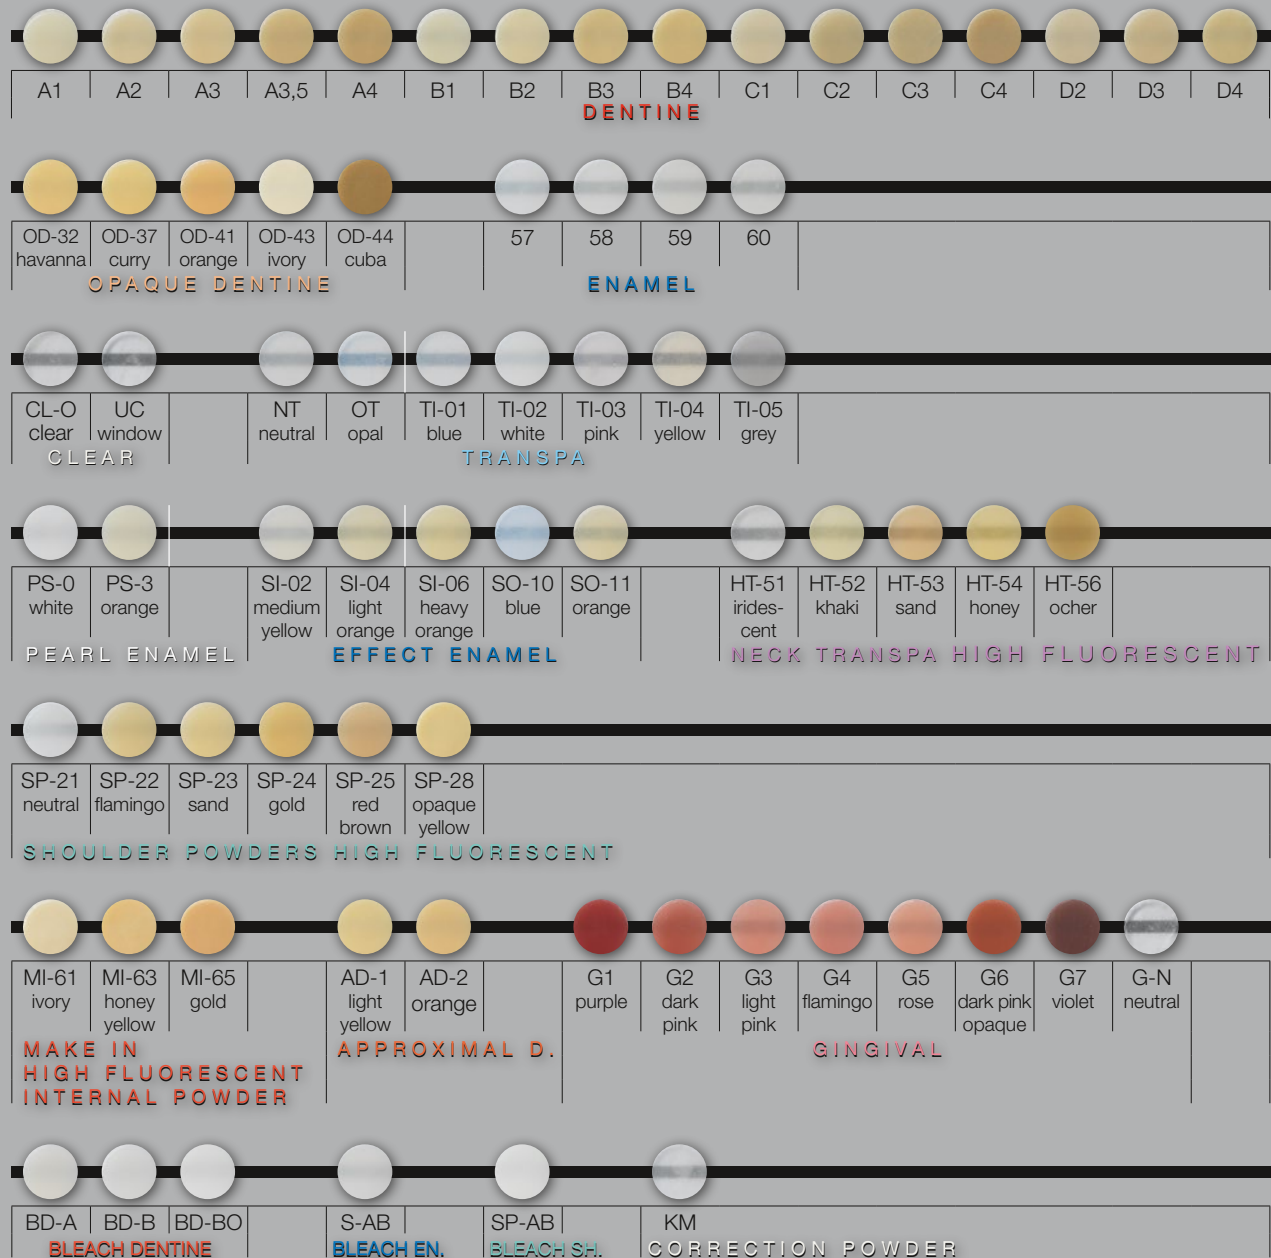 A1 A2 A3 A3,5 A4 B1 B2 B3 B4 C1 C2 C3 C4 D2 D3 D4
DENTINE
OD-32 OD-37 OD-41 OD-43 OD-44 57 58 59 60
havanna curry orange ivory cuba
OPAQUE DENTINE ENAMEL
CL-O UC NT OT TI-01 TI-02 TI-03 TI-04 TI-05
clear window neutral opal blue white pink yellow grey
CLEAR TRANSPA
PS-0 PS-3 SI-02 SI-04 SI-06 SO-10 SO-11 HT-51 HT-52 HT-53 HT-54 HT-56
white orange medium light heavy blue orange irides- khaki sand honey ocher
yellow orange orange cent
PEARL ENAMEL EFFECT ENAMEL NECK TRANSPA HIGH FLUORESCENT
SP-21 SP-22 SP-23 SP-24 SP-25 SP-28
neutral flamingo sand gold red opaque
brown yellow
SHOULDER POWDERS HIGH FLUORESCENT
MI-61 MI-63 MI-65 AD-1 AD-2 G1 G2 G3 G4 G5 G6 G7 G-N
ivory honey gold light orange purple dark light flamingo rose dark pink violet neutral
yellow yellow pink pink opaque
MAKE IN APPROXIMAL D. GINGIVAL
HIGH FLUORESCENT
INTERNAL POWDER
BD-A BD-B BD-BO S-AB SP-AB KM
BLEACH DENTINE BLEACH EN. BLEACH SH. CORRECTION POWDER